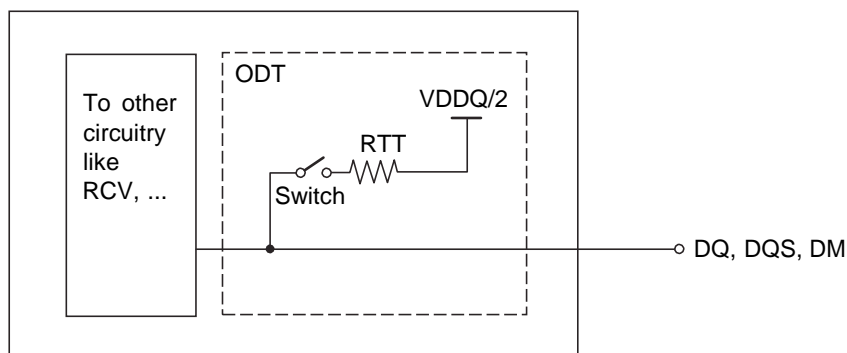 ODT
VDDQ/2
To other
circuitry
like
RCV, ...
RTT
Switch
DQ, DQS, DM